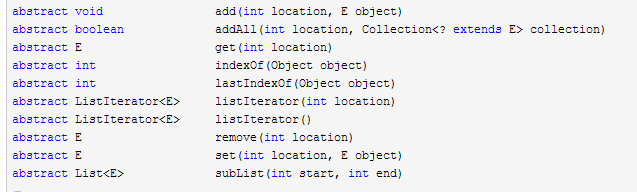 abstract void add(int location, E object)
abstract boolean addAll(int location, Collection<? extends E> collection)
abstract E get(int location)
abstract int indexOf(Object object)
abstract int lastIndexOf(Object object)
abstract ListIterator<E> listIterator(int location)
abstract ListIterator<E> listIterator()
abstract E remove(int location)
abstract E set(int location, E object)
abstract List<E> subList(int start, int end)